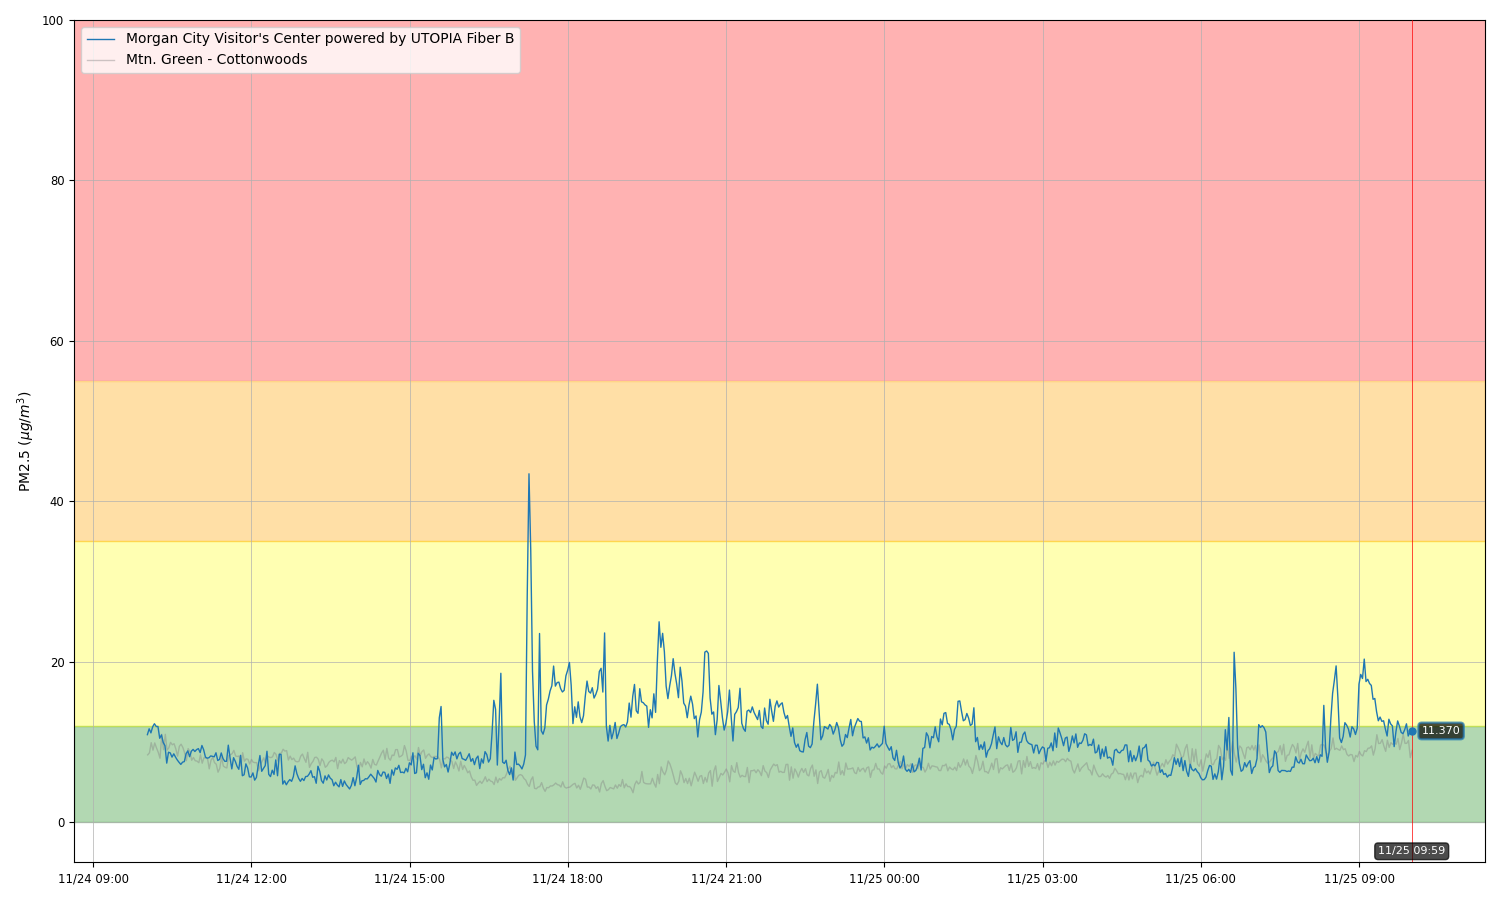 100
Morgan City Visitor's Center powered by UTOPIA Fiber B
Mtn. Green - Cottonwoods
80
60
40
20
0
PM2.5 (μg/m³)
11.370
11/25 09:59
11/24 09:00 11/24 12:00 11/24 15:00 11/24 18:00 11/24 21:00 11/25 00:00 11/25 03:00 11/25 06:00 11/25 09:00